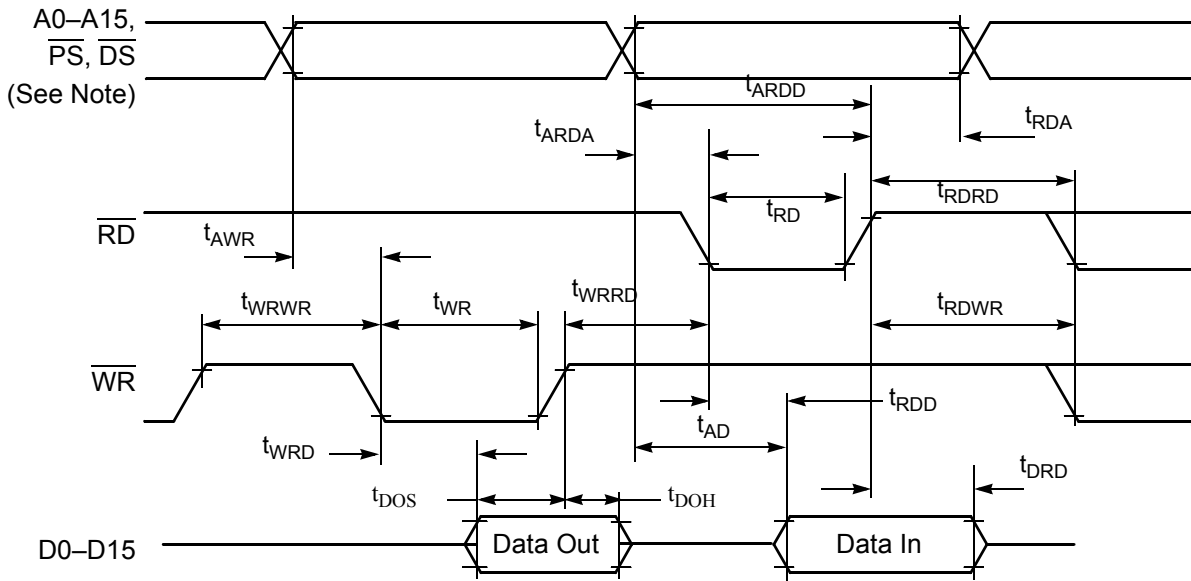 A0–A15,
PS, DS
(See Note)
tARDD
tARDA
tRDA
tRD
tRDRD
RD
tAWR
tWRWR
tWR
tWRRD
tRDWR
WR
tRDD
tAD
tWRD
tDRD
tDOS
tDOH
D0–D15
Data Out
Data In